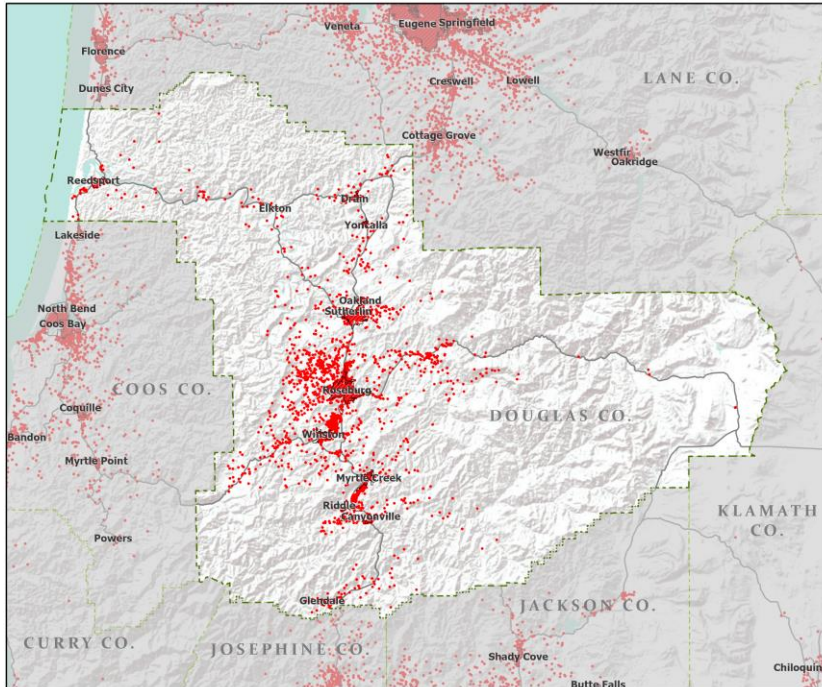 Veneta
Eugene Springfield
Florence
Creswell
Lowell
LANE CO.
Dunes City
Cottage Grove
Westfir
Oakridge
Reedsport
Drain
Elkton
Yoncalla
Lakeside
Oakland
Sutherlin
North Bend
Coos Bay
COOS CO.
Roseburg
Coquille
DOUGLAS CO.
Bandon
Winston
Myrtle Point
Myrtle Creek
Riddle
Canyonville
KLAMATH
CO.
Powers
Glendale
JACKSON CO.
CURRY CO.
JOSEPHINE CO.
Shady Cove
Chiloquin
Butte Falls